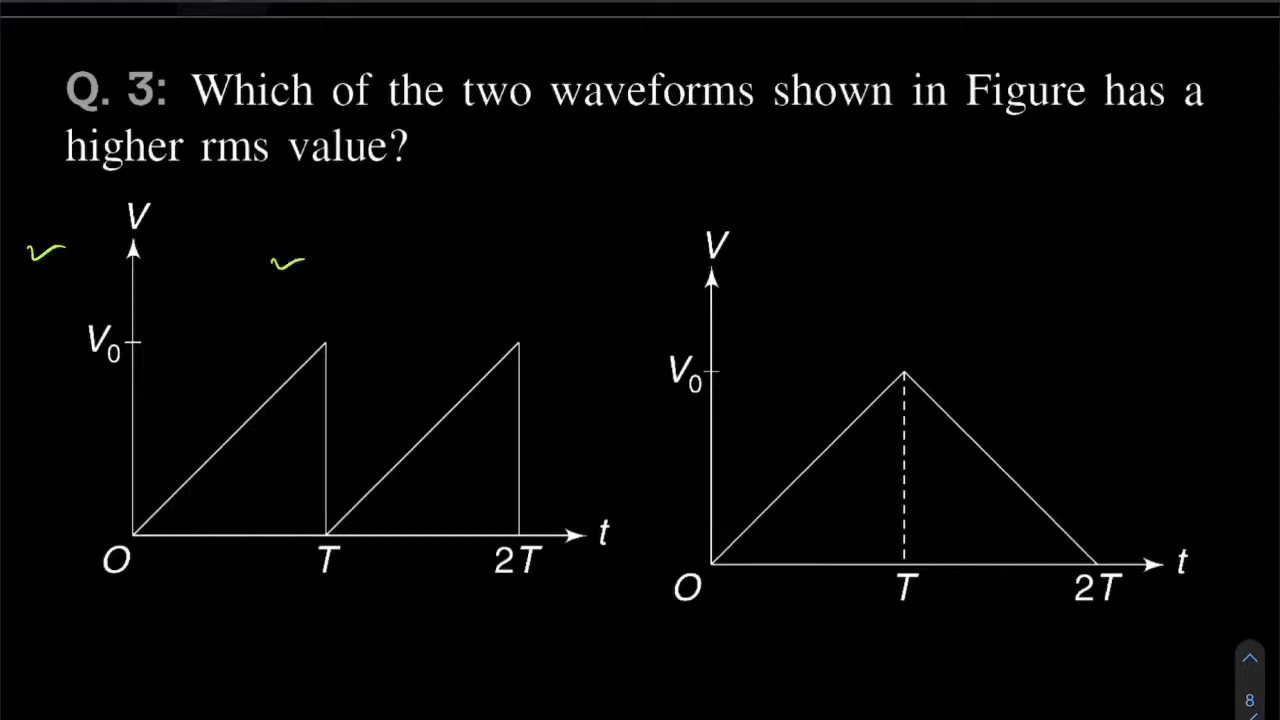 Q. 3: Which of the two waveforms shown in Figure has a
higher rms value?
V
V₀
O
T
2T
t
V
V₀
O
T
2T
t
8